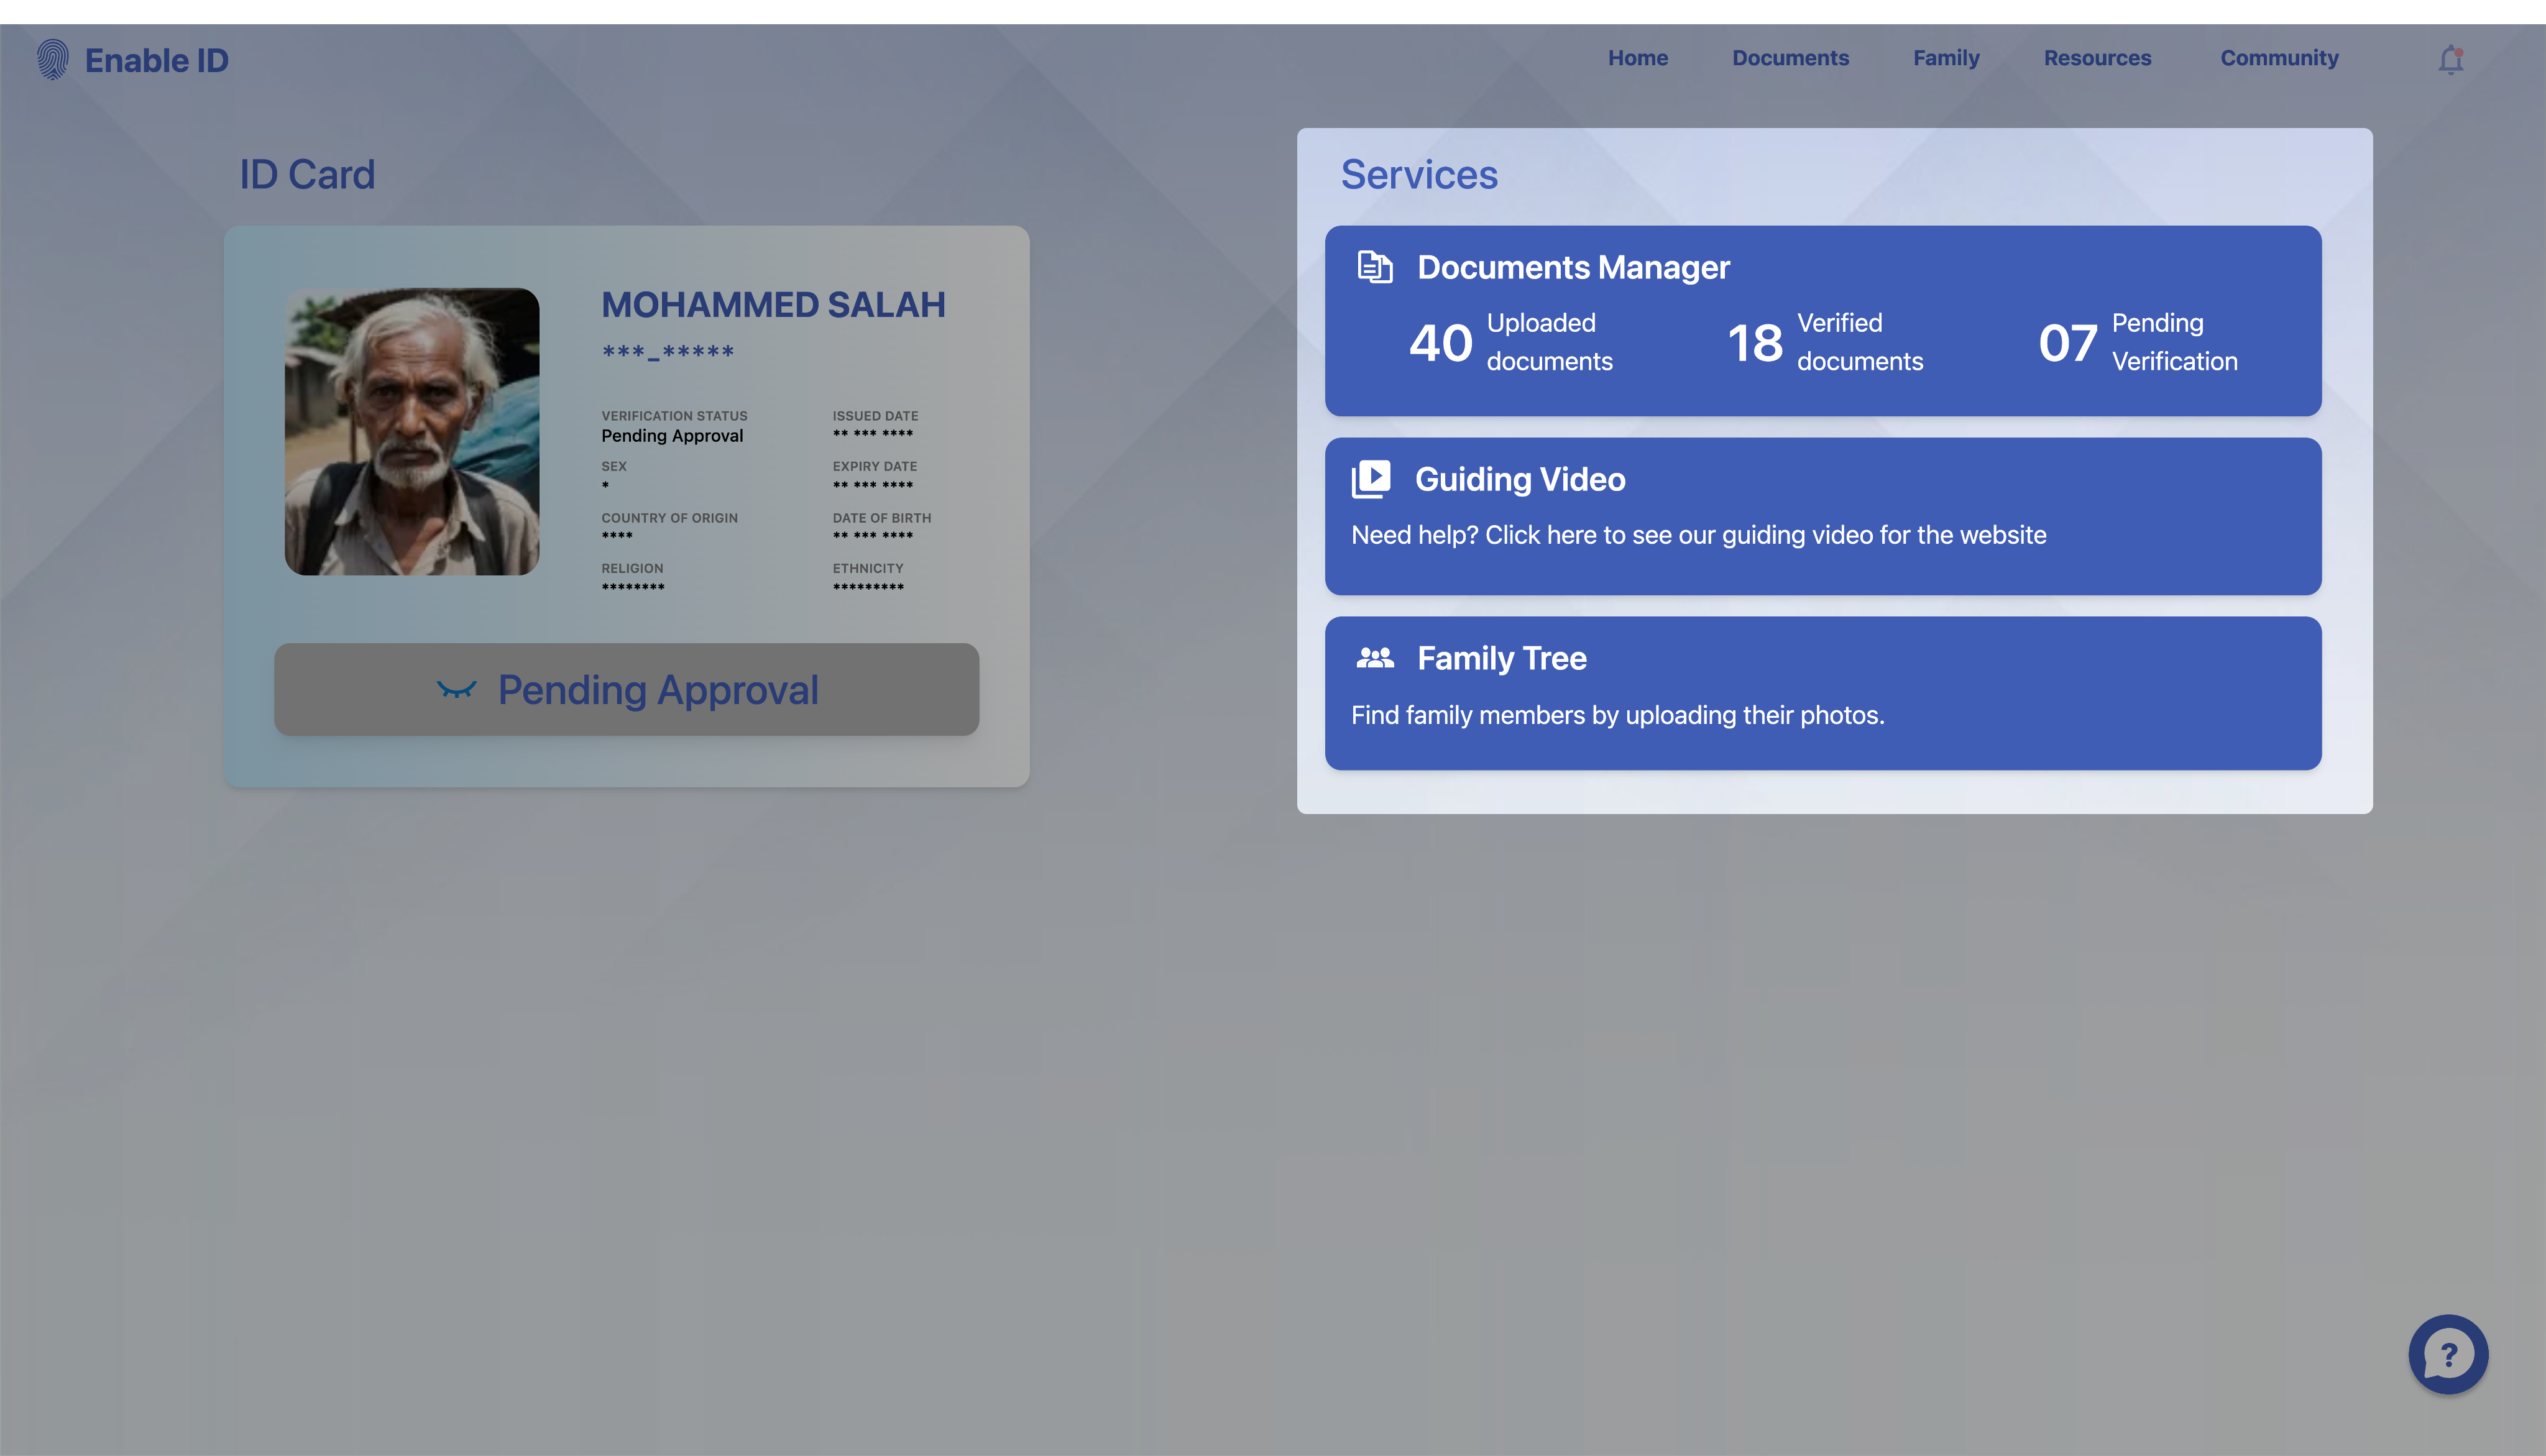 Enable ID
Home Documents Family Resources Community
ID Card
MOHAMMED SALAH
***_*****
VERIFICATION STATUS ISSUED DATE
Pending Approval ** *** ****
SEX EXPIRY DATE
* ** *** ****
COUNTRY OF ORIGIN DATE OF BIRTH
**** ** *** ****
RELIGION ETHNICITY
******** *********
Pending Approval
Services
Documents Manager
40 Uploaded documents
18 Verified documents
07 Pending Verification
Guiding Video
Need help? Click here to see our guiding video for the website
Family Tree
Find family members by uploading their photos.
?